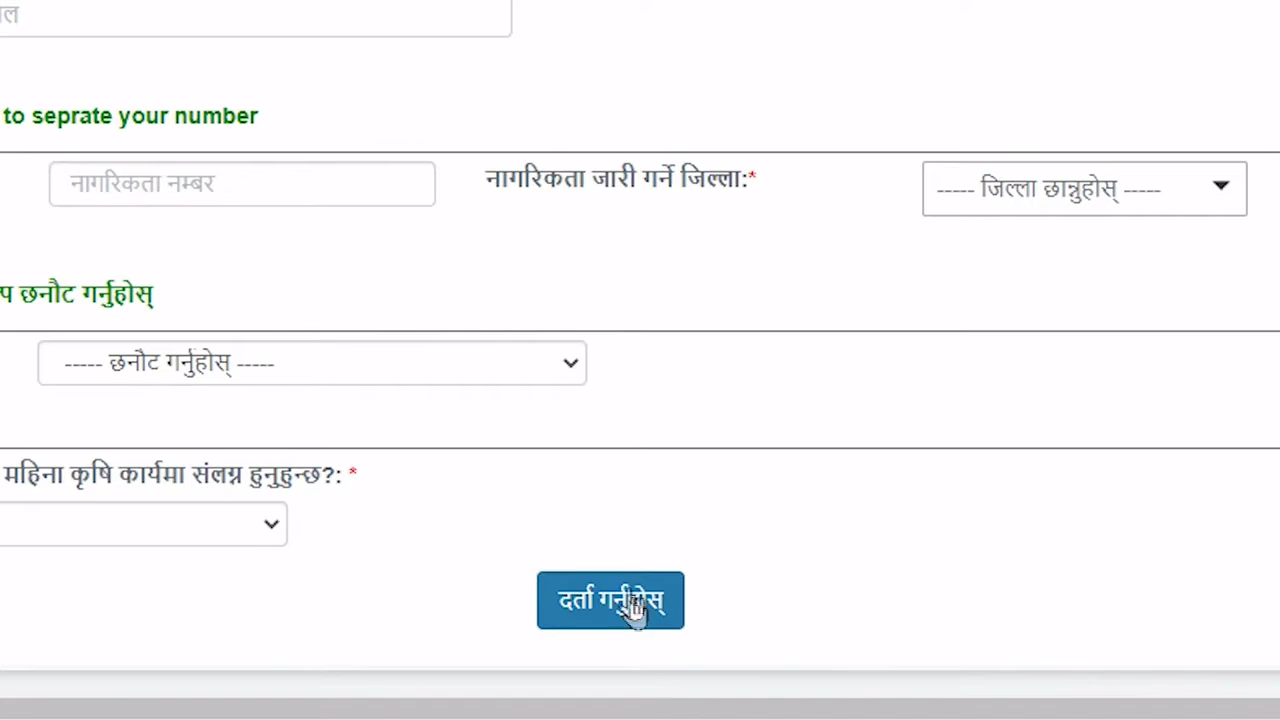 to seprate your number
नागरिकता नम्बर नागरिकता जारी गर्ने जिल्ला:* ----- जिल्ला छान्नुहोस् -----
छनौट गर्नुहोस्
----- छनौट गर्नुहोस् -----
महिना कृषि कार्यमा संलग्न हुनुहुन्छ?: *
दर्ता गर्नुहोस्